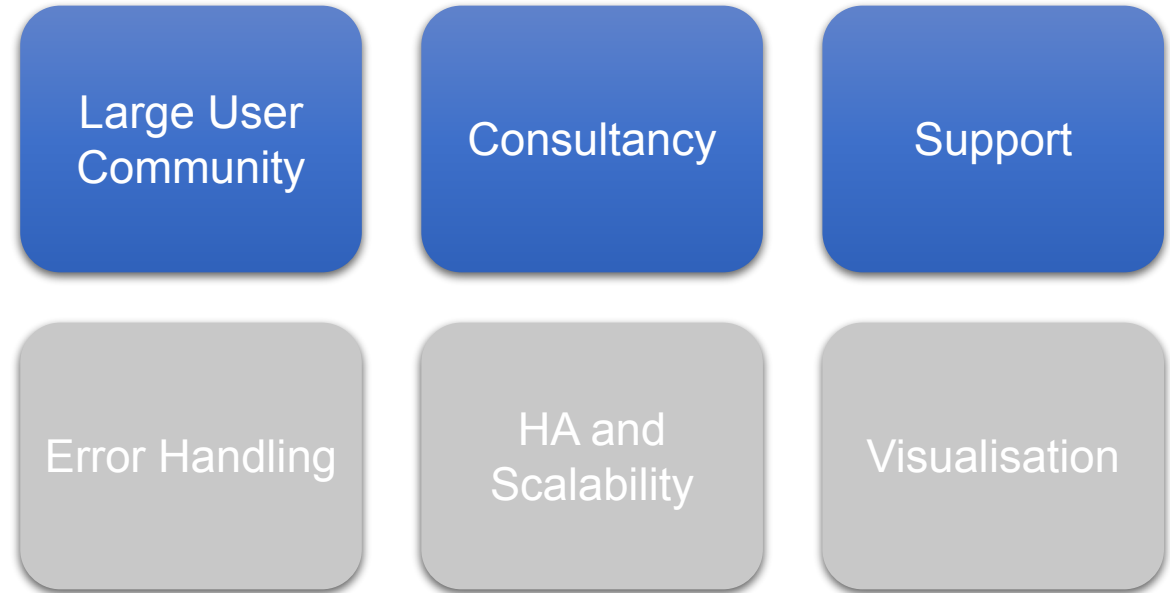 Large User
Community
Consultancy
Support
Error Handling
HA and
Scalability
Visualisation